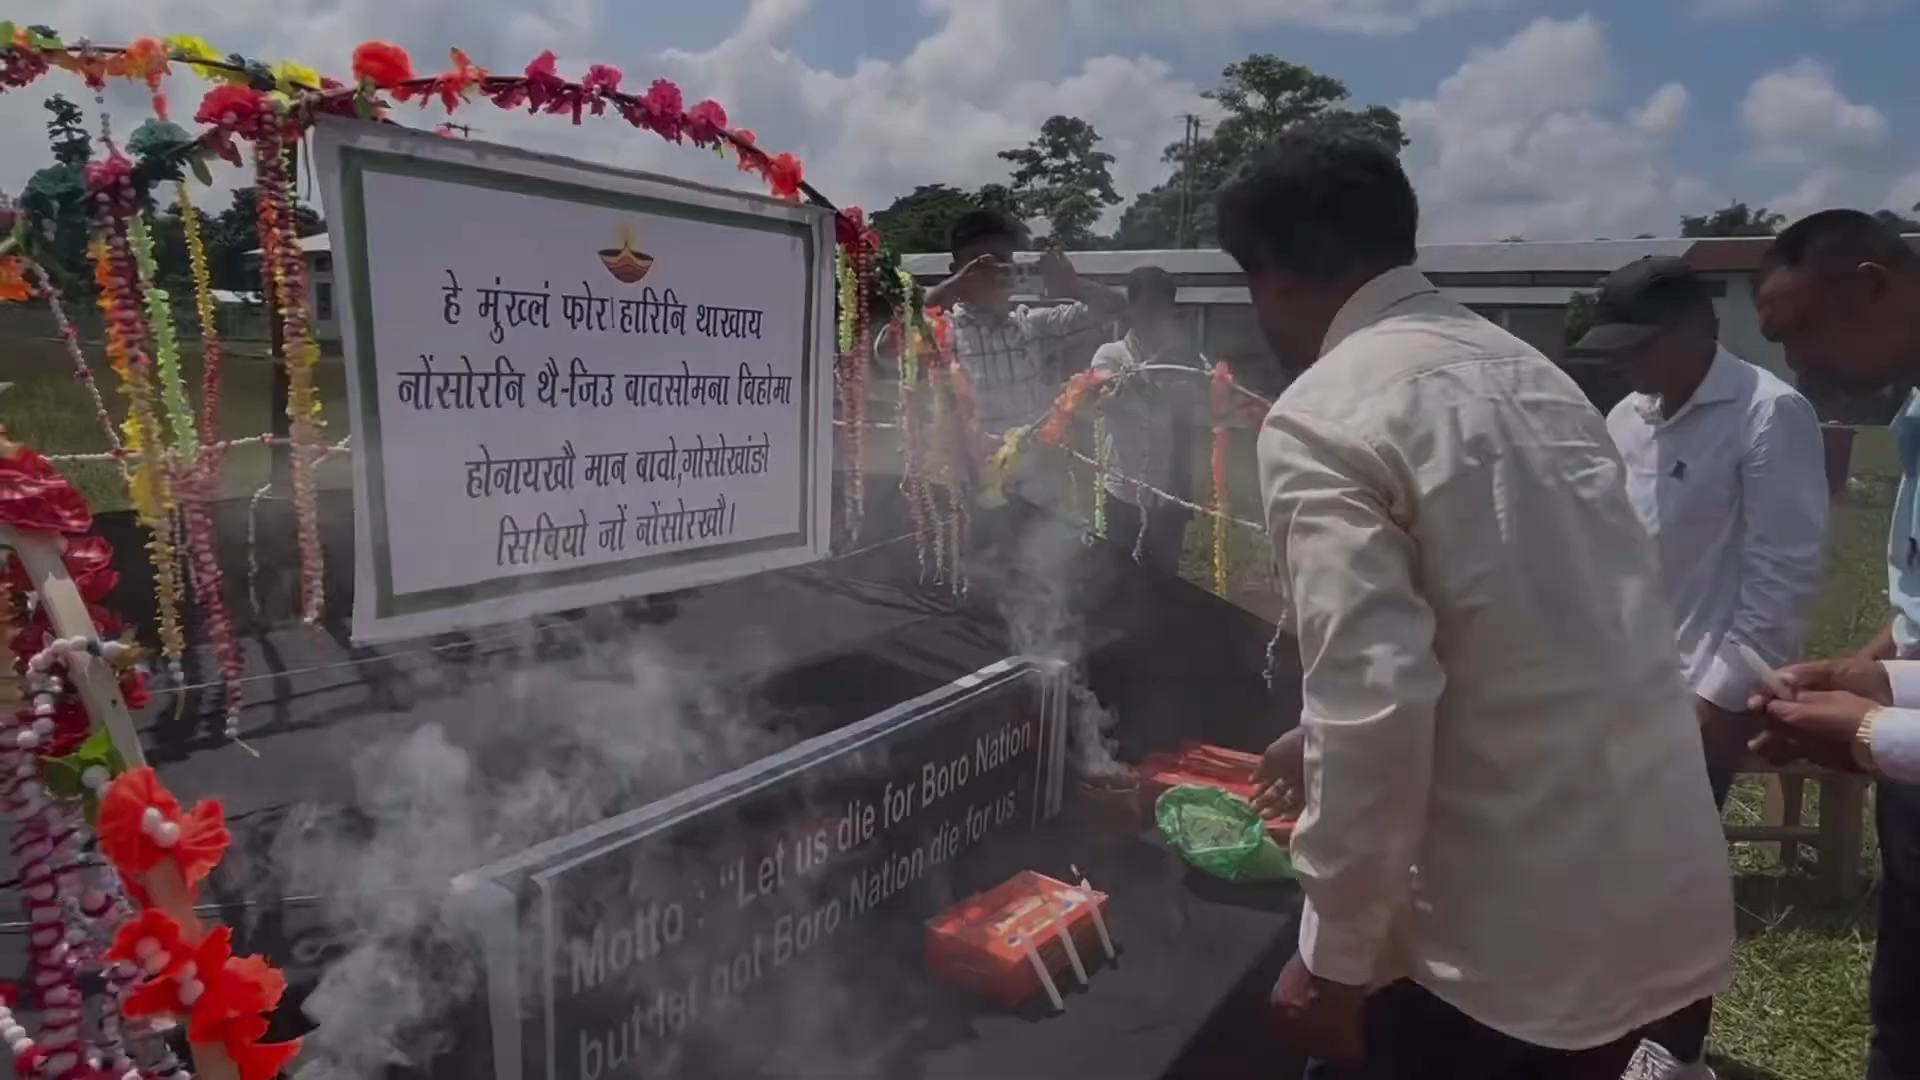 हे मुंख्लं फोर।हारिनि थाखाय
नोंसोरनि थै-जिउ बावसोमना बिहोमा
होनायखौ मान बावो,गोसोखांङो
सिबियो जों नोंसोरखौ।
Motto : “Let us die for Boro Nation
but let not Boro Nation die for us”